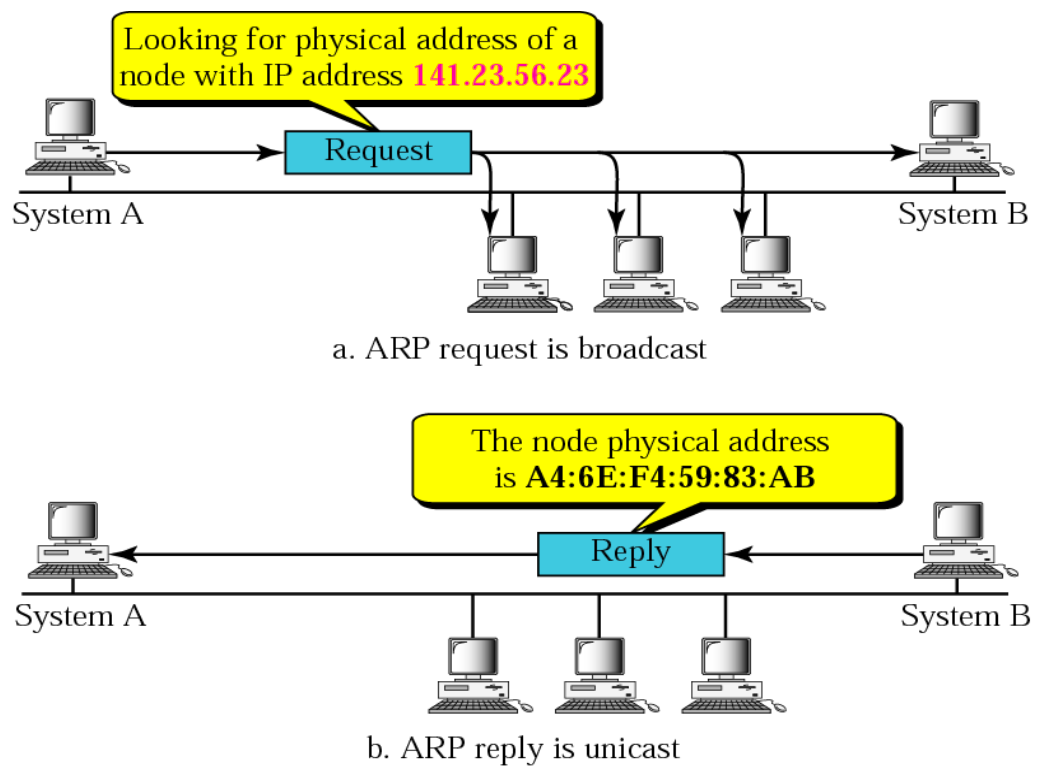 Looking for physical address of a
node with IP address 141.23.56.23
Request
System A
System B
a. ARP request is broadcast
The node physical address
is A4:6E:F4:59:83:AB
Reply
System A
System B
b. ARP reply is unicast